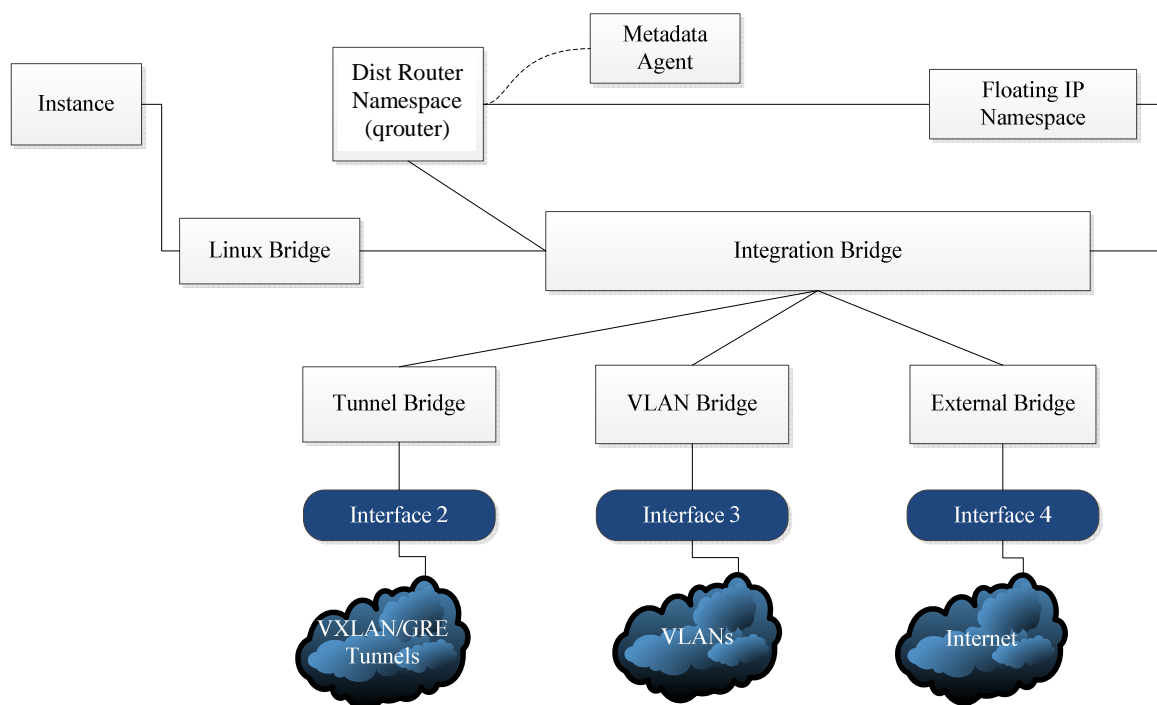 Metadata
Agent
Instance
Dist Router
Namespace
(qrouter)
Floating IP
Namespace
Linux Bridge
Integration Bridge
Tunnel Bridge
VLAN Bridge
External Bridge
Interface 2
Interface 3
Interface 4
VXLAN/GRE
Tunnels
VLANs
Internet